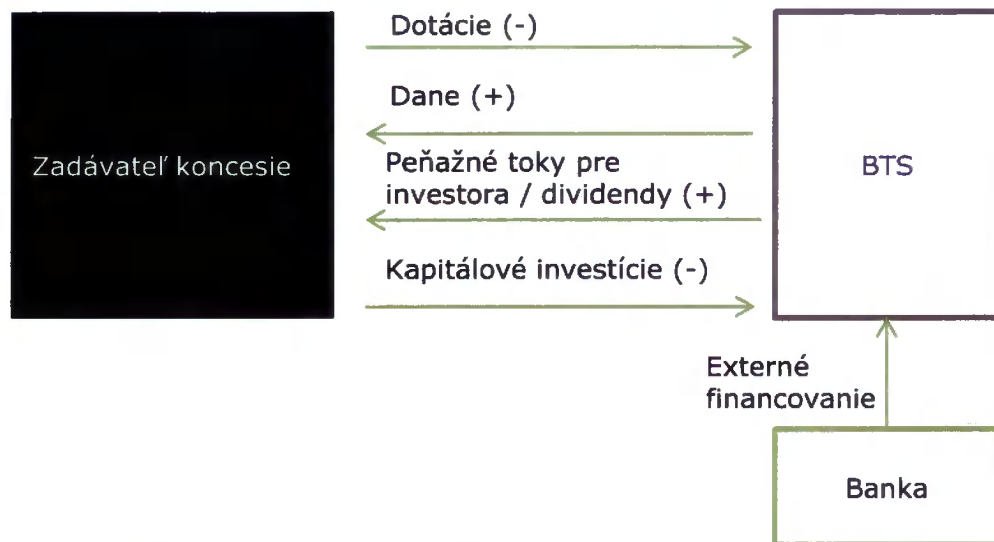 Dotácie (-)
Dane (+)
Zadávateľ koncesie
Peňažné toky pre
investora / dividendy (+)
BTS
Kapitálové investície (-)
Externé
financovanie
Banka